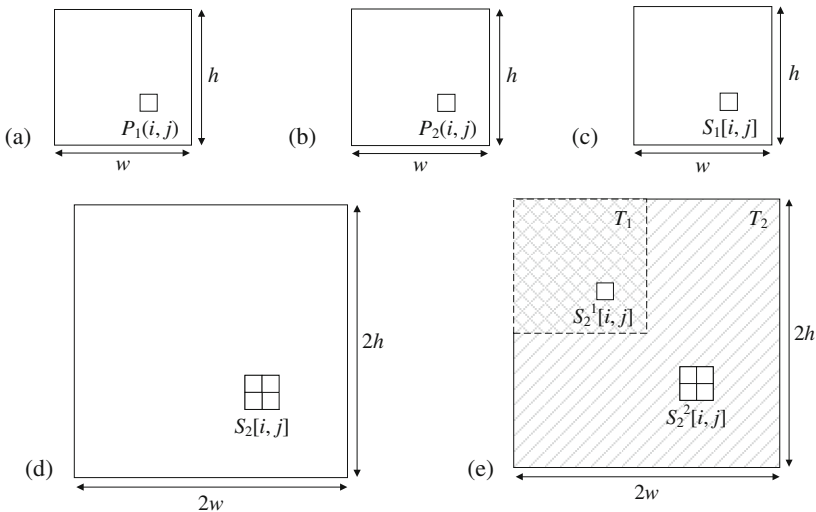 (a)
P₁(i, j)
h
w
(b)
P₂(i, j)
h
w
(c)
S₁[i, j]
h
w
(d)
S₂[i, j]
2h
2w
(e)
T₁
T₂
S₂¹[i, j]
S₂²[i, j]
2h
2w